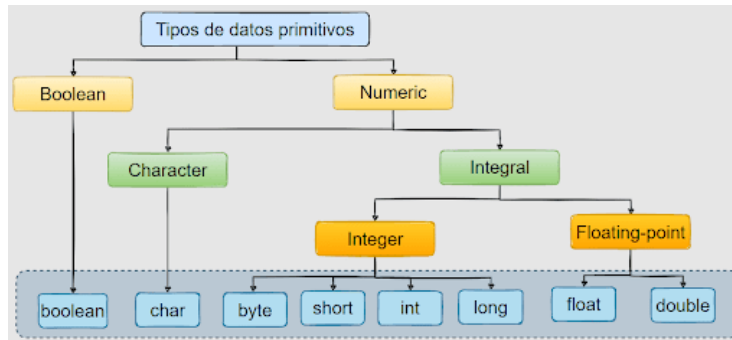 Tipos de datos primitivos
Boolean
Numeric
Character
Integral
Integer
Floating-point
boolean
char
byte
short
int
long
float
double